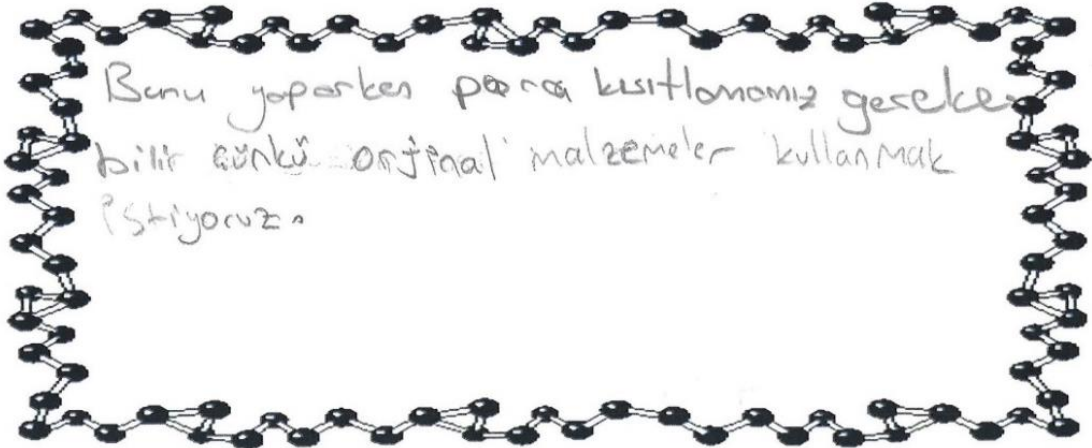 Bunu yaparken para kısıtlamamız gereke
bilir çünkü orjinal malzemeler kullanmak
istiyoruz.